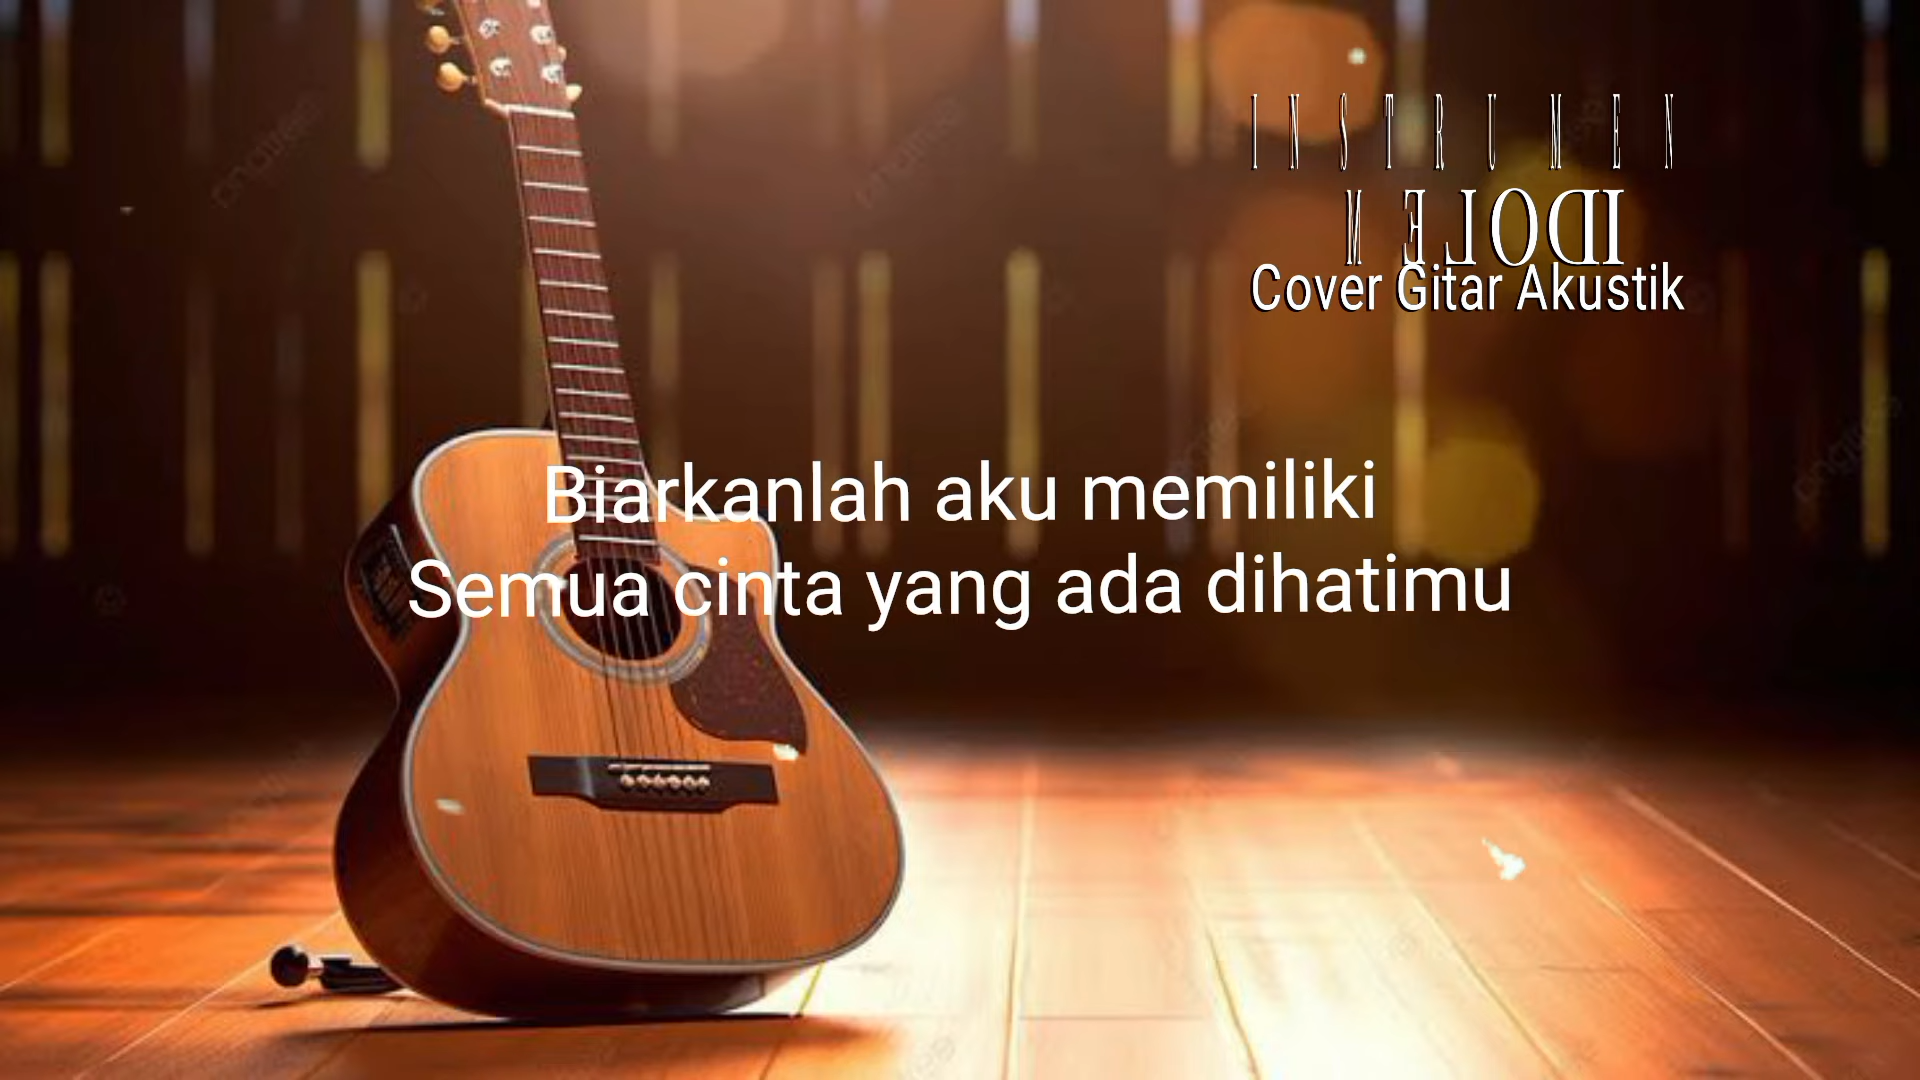 INSTRUMEN
MELODI
Cover Gitar Akustik
Biarkanlah aku memiliki
Semua cinta yang ada dihatimu